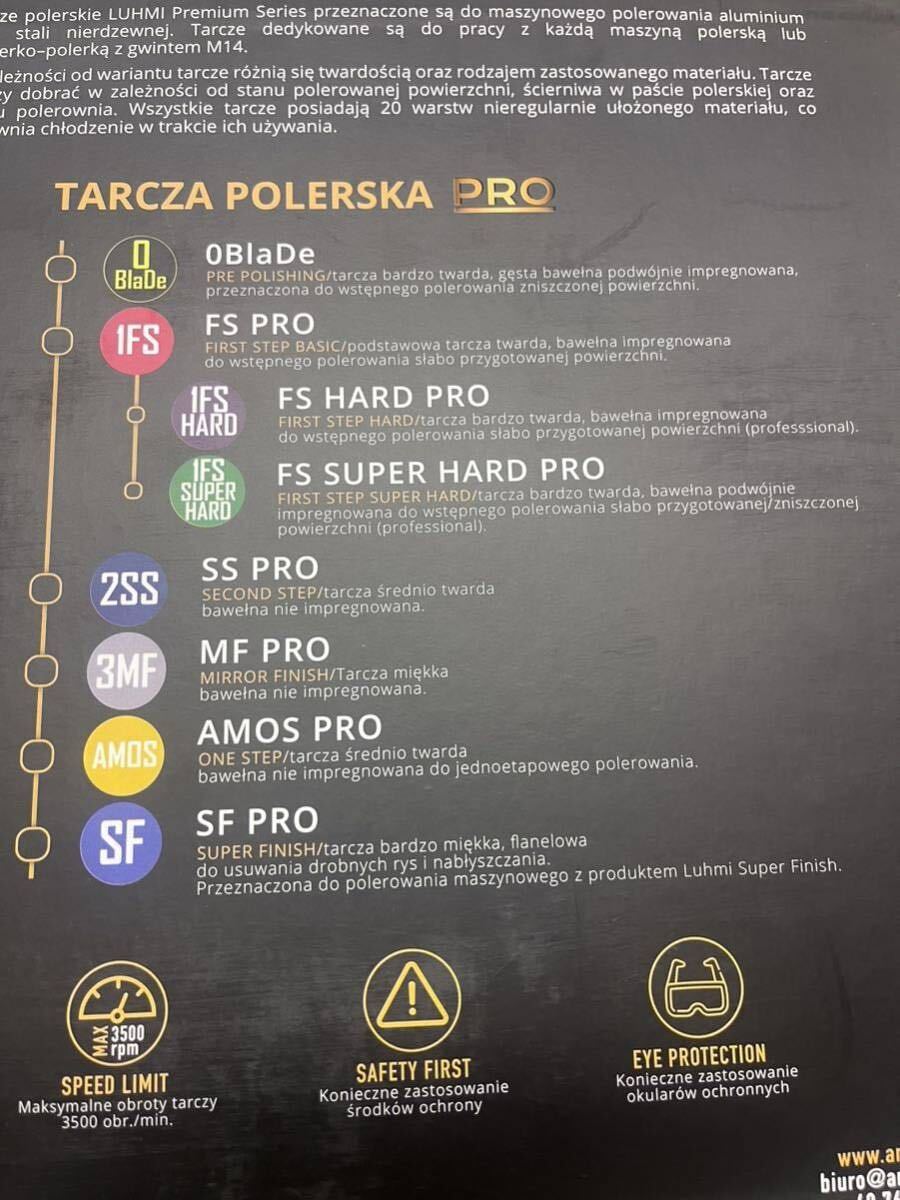 polerskie LUHMI Premium Series przeznaczone są do maszynowego polerowania aluminium
stali nierdzewnej. Tarcze dedykowane są do pracy z każdą maszyną polerską lub
z gwintem M14.
od wariantu tarcze różnią się twardością oraz rodzajem zastosowanego materiału. Tarcze
dobrać w zależności od stanu polerowanej powierzchni, ścierniwa w paście polerskiej oraz
polerownia. Wszystkie tarcze posiadają 20 warstw nieregularnie ułożonego materiału, co
chłodzenie w trakcie ich używania.
TARCZA POLERSKA PRO
0
BlaDe
0BlaDe
PRE POLISHING/tarcza bardzo twarda, gęsta bawełna podwójnie impregnowana,
przeznaczona do wstępnego polerowania zniszczonej powierzchni.
1FS
FS PRO
FIRST STEP BASIC/podstawowa tarcza twarda, bawełna impregnowana
do wstępnego polerowania słabo przygotowanej powierzchni.
1FS
HARD
FS HARD PRO
FIRST STEP HARD/tarcza bardzo twarda, bawełna impregnowana
do wstępnego polerowania słabo przygotowanej powierzchni (professsional).
1FS
SUPER
HARD
FS SUPER HARD PRO
FIRST STEP SUPER HARD/tarcza bardzo twarda, bawełna podwójnie
impregnowana do wstępnego polerowania słabo przygotowanej/zniszczonej
powierzchni (professional).
2SS
SS PRO
SECOND STEP/tarcza średnio twarda
bawełna nie impregnowana.
3MF
MF PRO
MIRROR FINISH/Tarcza miękka
bawełna nie impregnowana.
AMOS
AMOS PRO
ONE STEP/tarcza średnio twarda
bawełna nie impregnowana do jednoetapowego polerowania.
SF
SF PRO
SUPER FINISH/tarcza bardzo miękka, flanelowa
do usuwania drobnych rys i nabłyszczania.
Przeznaczona do polerowania maszynowego z produktem Luhmi Super Finish.
MAX 3500
rpm
SPEED LIMIT
Maksymalne obroty tarczy
3500 obr./min.
SAFETY FIRST
Konieczne zastosowanie
środków ochrony
EYE PROTECTION
Konieczne zastosowanie
okularów ochronnych